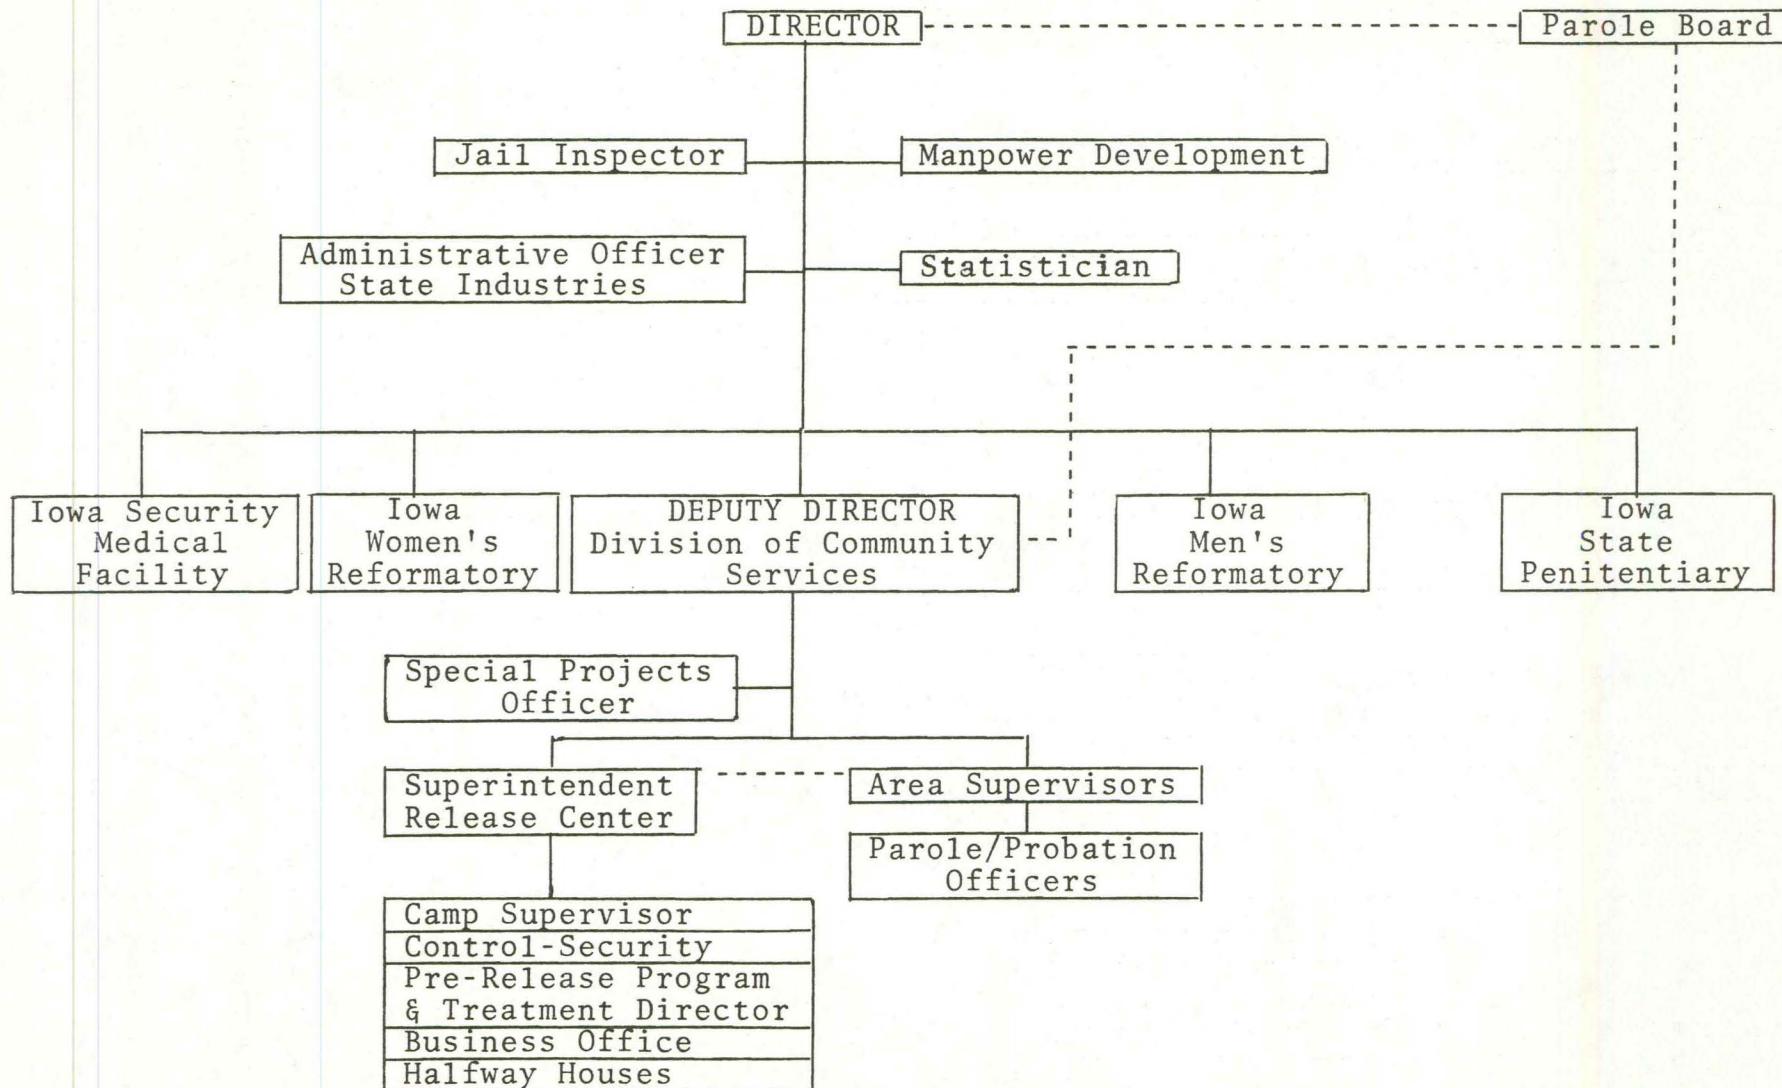 DIRECTOR
Parole Board
Jail Inspector
Manpower Development
Administrative Officer
State Industries
Statistician
Iowa Security
Medical
Facility
Iowa
Women's
Reformatory
DEPUTY DIRECTOR
Division of Community
Services
Iowa
Men's
Reformatory
Iowa
State
Penitentiary
Special Projects
Officer
Superintendent
Release Center
Area Supervisors
Parole/Probation
Officers
Camp Supervisor
Control-Security
Pre-Release Program
& Treatment Director
Business Office
Halfway Houses